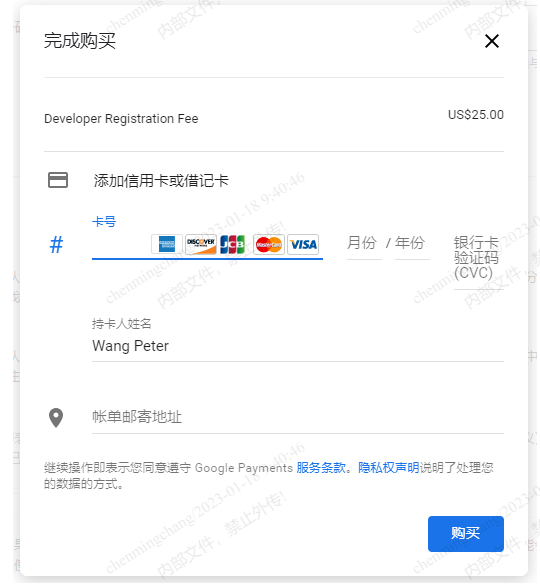 完成购买
Developer Registration Fee
US$25.00
添加信用卡或借记卡
卡号
#
AMERICAN EXPRESS
DISCOVER
JCB
MasterCard
VISA
月份 / 年份
银行卡
验证码
(CVC)
持卡人姓名
Wang Peter
帐单邮寄地址
继续操作即表示您同意遵守 Google Payments 服务条款。隐私权声明说明了处理您
的数据的方式。
购买
chenmingchang/2023-01-18 9:40:46
内部文件，禁止外传!